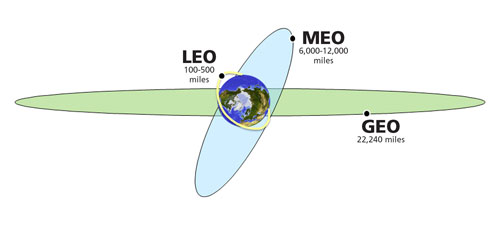 LEO
100-500
miles
MEO
6,000-12,000
miles
GEO
22,240 miles